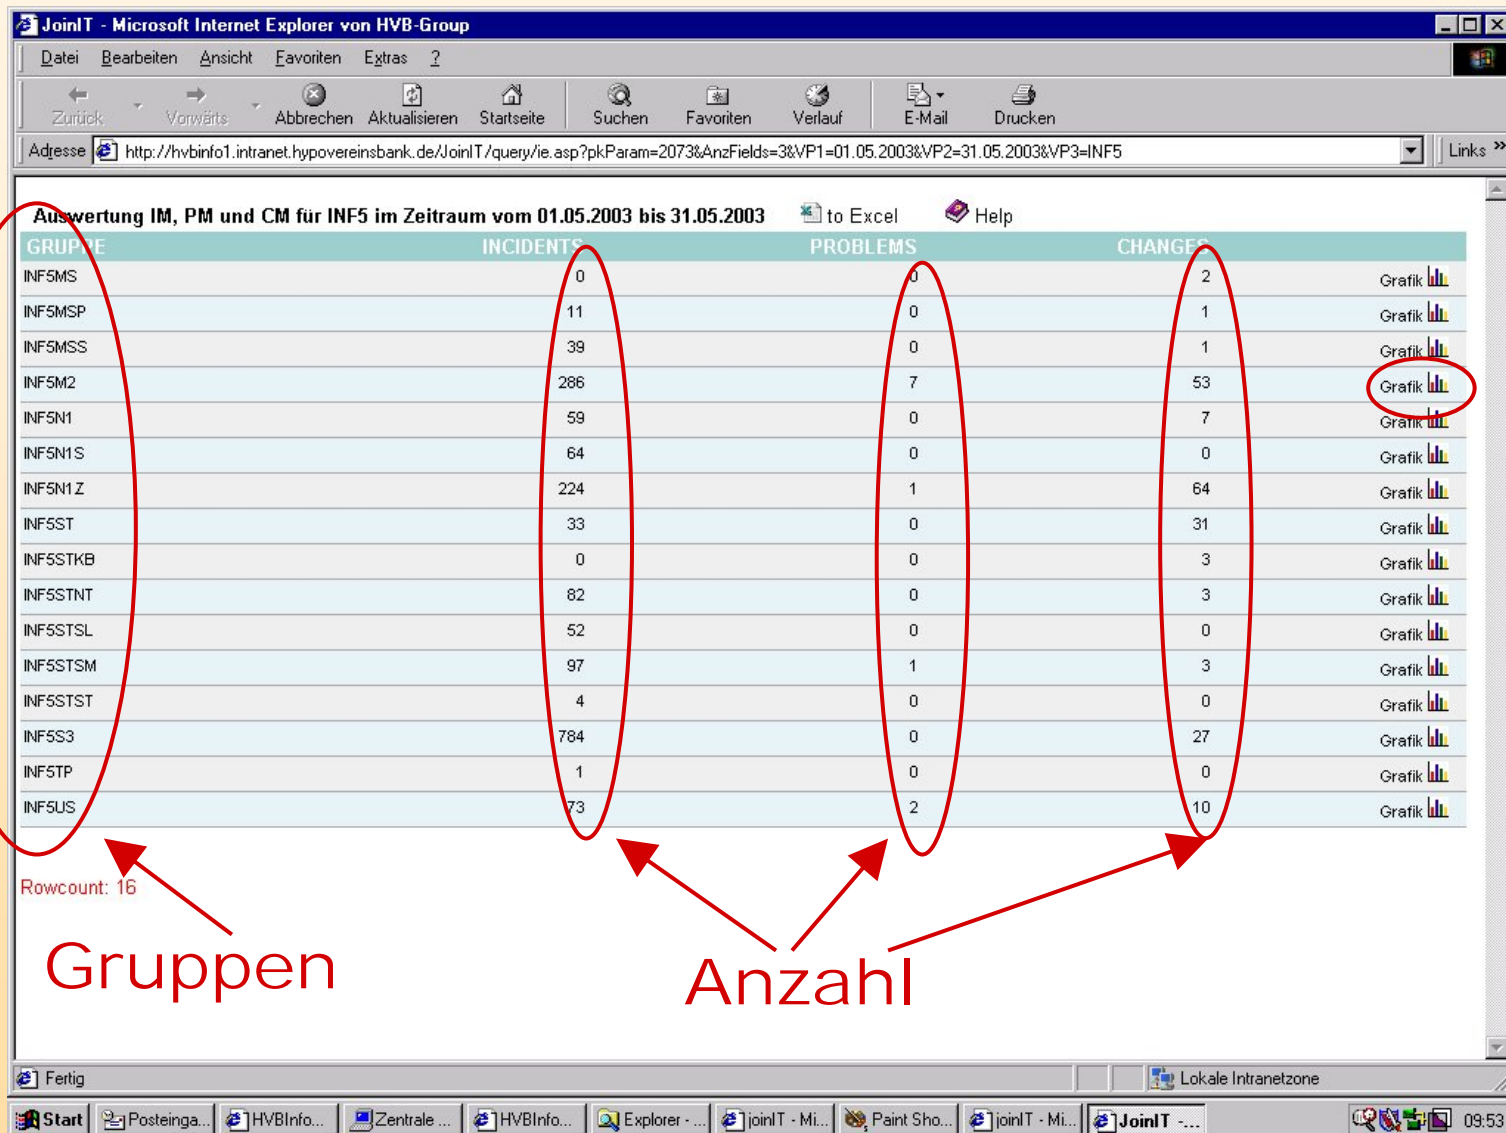 JoinIT - Microsoft Internet Explorer von HVB-Group
Datei Bearbeiten Ansicht Favoriten Extras ?
Zurück Vorwärts Abbrechen Aktualisieren Startseite Suchen Favoriten Verlauf E-Mail Drucken
Adresse http://hvbinfo1.intranet.hypovereinsbank.de/JoinIT/query/ie.asp?pkParam=2073&AnzFields=3&VP1=01.05.2003&VP2=31.05.2003&VP3=INF5 Links »
Auswertung IM, PM und CM für INF5 im Zeitraum vom 01.05.2003 bis 31.05.2003 to Excel Help
GRUPPE INCIDENTS PROBLEMS CHANGES
INF5MS 0 0 2 Grafik
INF5MSP 11 0 1 Grafik
INF5MSS 39 0 1 Grafik
INF5M2 286 7 53 Grafik
INF5N1 59 0 7 Grafik
INF5N1S 64 0 0 Grafik
INF5N1Z 224 1 64 Grafik
INF5ST 33 0 31 Grafik
INF5STKB 0 0 3 Grafik
INF5STNT 82 0 3 Grafik
INF5STSL 52 0 0 Grafik
INF5STSM 97 1 3 Grafik
INF5STST 4 0 0 Grafik
INF5S3 784 0 27 Grafik
INF5TP 1 0 0 Grafik
INF5US 73 2 10 Grafik
Rowcount: 16
Gruppen Anzahl
Fertig Lokale Intranetzone
Start Posteinga... HVBInfo... Zentrale ... HVBInfo... Explorer - ... joinIT - Mi... Paint Sho... joinIT - Mi... JoinIT -... 09:53